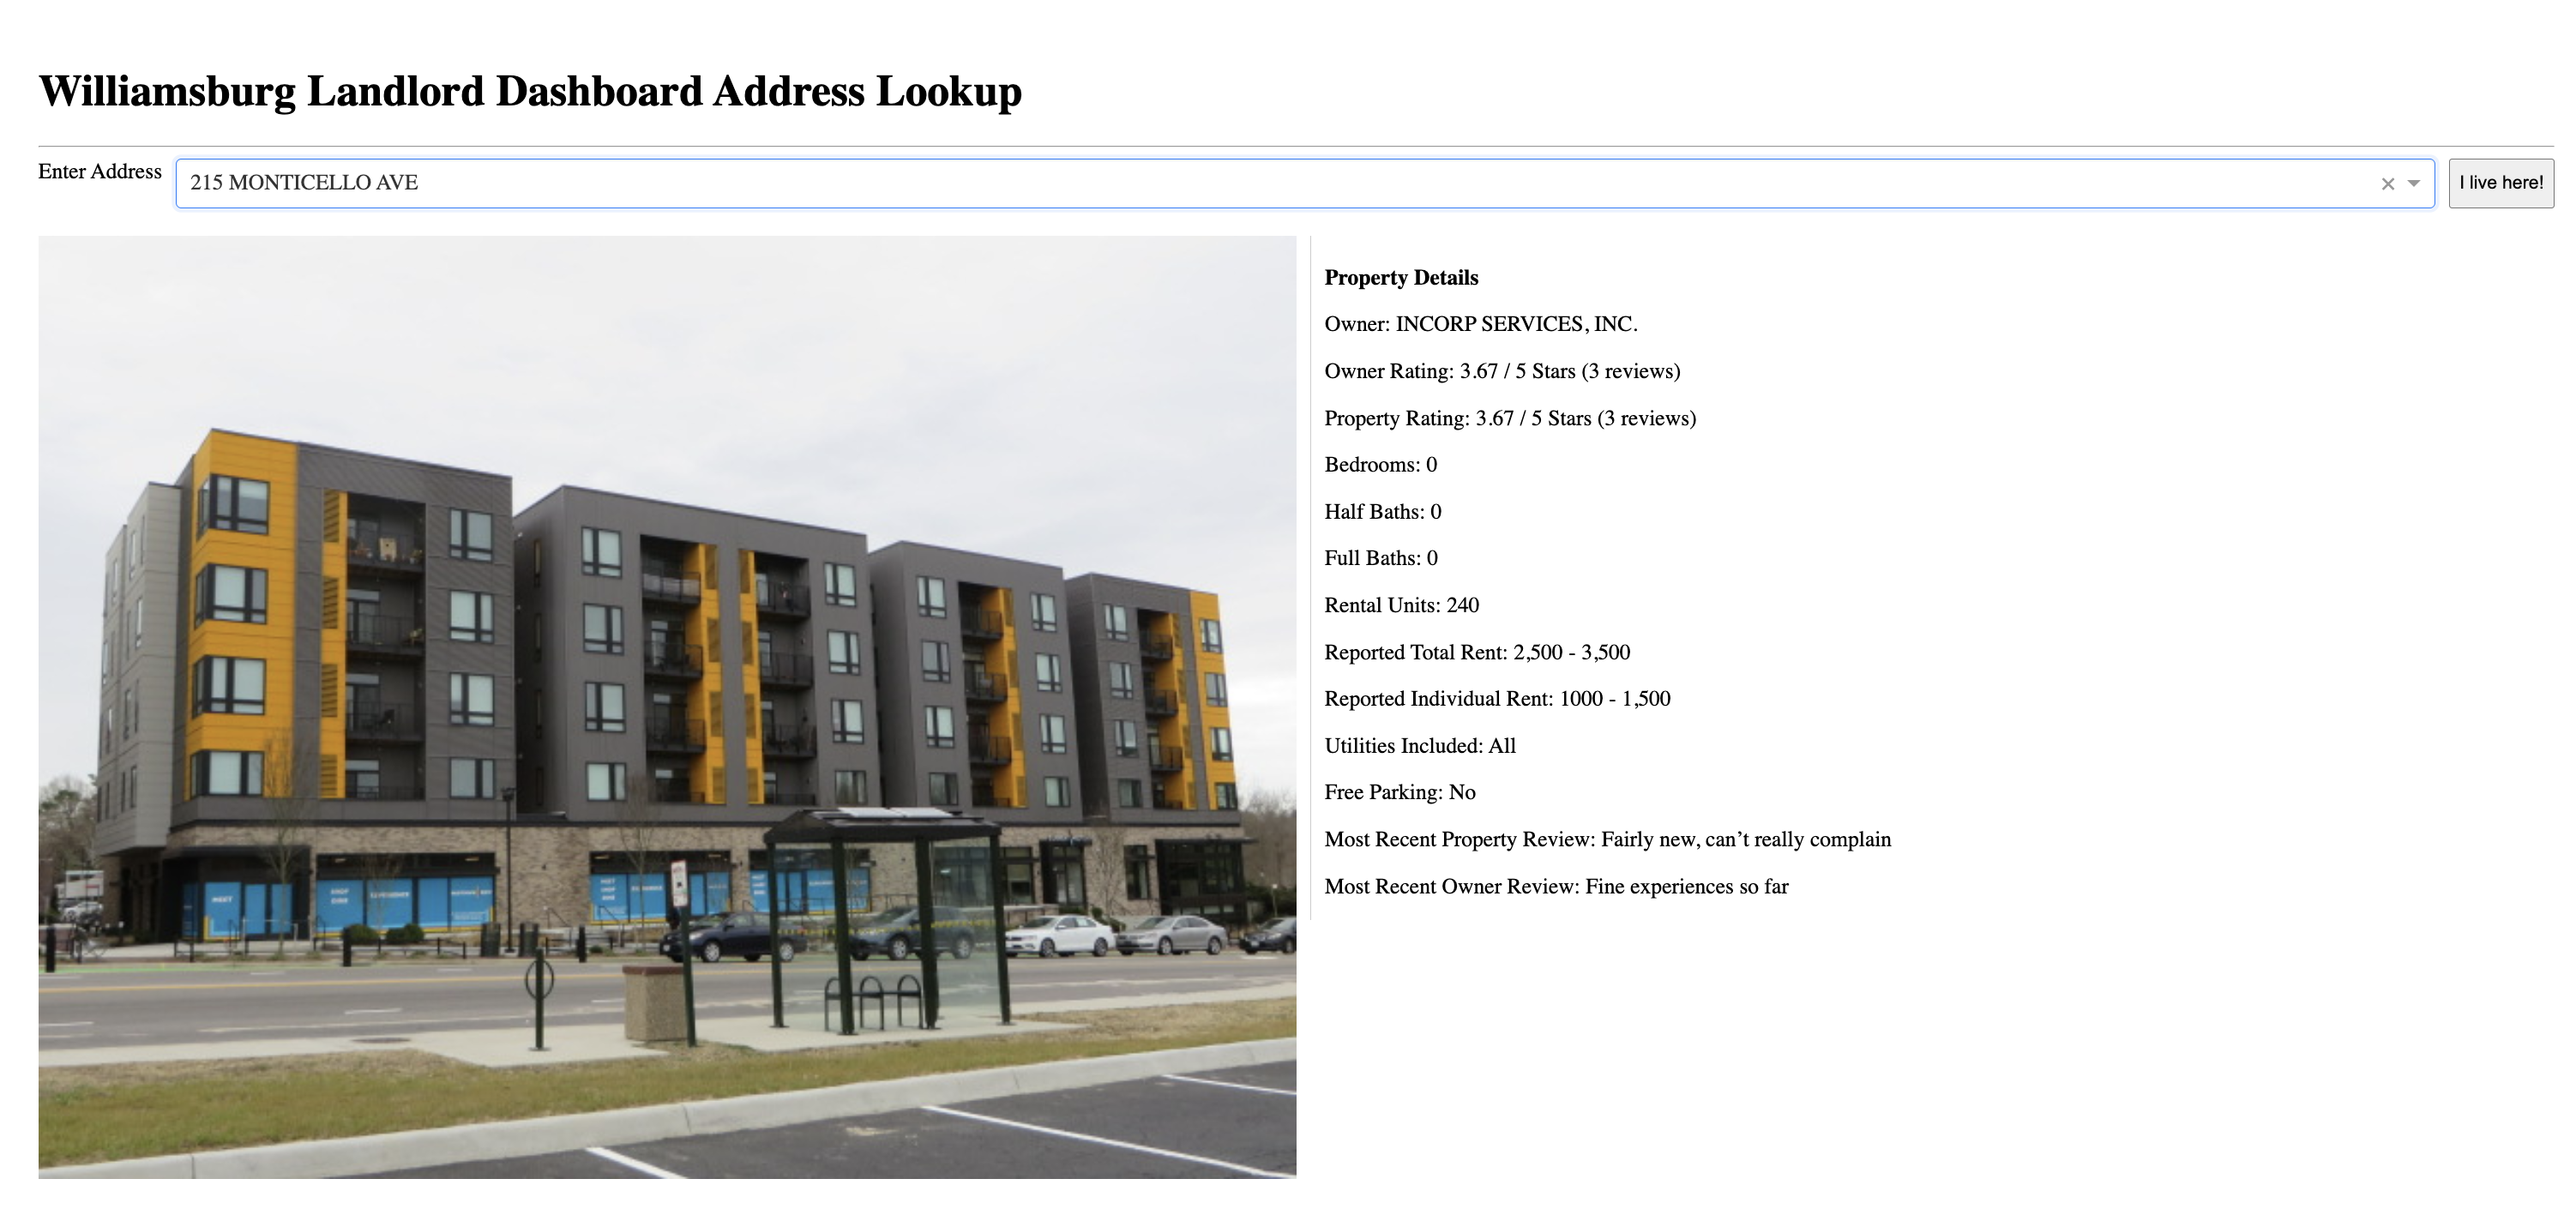 Williamsburg Landlord Dashboard Address Lookup
Enter Address
215 MONTICELLO AVE
I live here!
Property Details
Owner: INCORP SERVICES, INC.
Owner Rating: 3.67 / 5 Stars (3 reviews)
Property Rating: 3.67 / 5 Stars (3 reviews)
Bedrooms: 0
Half Baths: 0
Full Baths: 0
Rental Units: 240
Reported Total Rent: 2,500 - 3,500
Reported Individual Rent: 1000 - 1,500
Utilities Included: All
Free Parking: No
Most Recent Property Review: Fairly new, can’t really complain
Most Recent Owner Review: Fine experiences so far